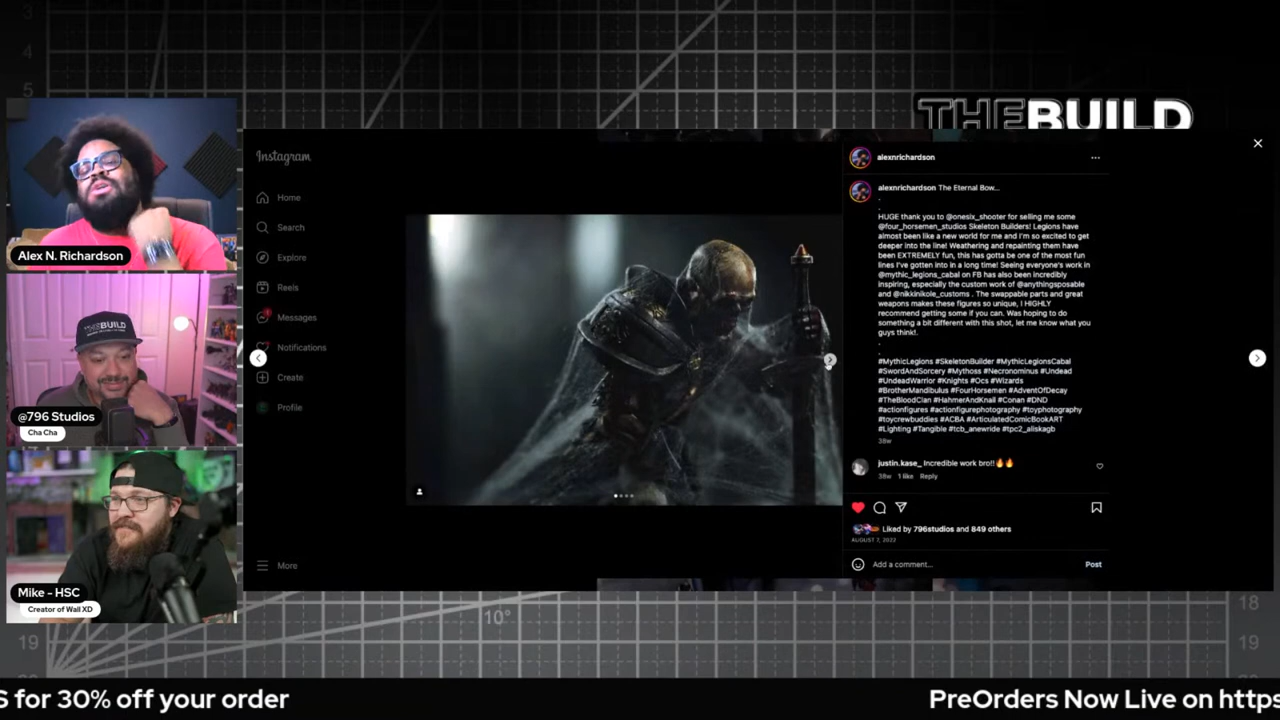 3
4
5
THEBUILD
Instagram
Home
Search
Explore
Reels
Messages
Notifications
Create
Profile
More
alexnrichardson
alexnrichardson The Eternal Bow...
.
.
HUGE thank you to @onesix_shooter for selling me some
@four_horsemen_studios Skeleton Builders! Legions have
almost been like a new world for me and I'm so excited to get
deeper into the line! Weathering and repainting them have
been EXTREMELY fun, this has gotta be one of the most fun
lines I've gotten into in a long time! Seeing everyone's work in
@mythic_legions_cabal on FB has also been incredibly
inspiring, especially the custom work of @anythingsposable
and @nikkinikole_customs . The swappable parts and great
weapons makes these figures so unique, I HIGHLY
recommend getting some if you can. Was hoping to do
something a bit different with this shot, let me know what you
guys think!.
.
.
#MythicLegions #SkeletonBuilder #MythicLegionsCabal
#SwordAndSorcery #Mythoss #Necronominus #Undead
#UndeadWarrior #Knights #Ocs #Wizards
#BrotherMandibulus #FourHorsemen #AdventOfDecay
#TheBloodClan #HahmerAndKnail #Conan #DND
#actionfigures #actionfigurephotography #toyphotography
#toycrewbuddies #ACBA #ArticulatedComicBookART
#Lighting #Tangible #tcb_anewride #tpc2_aliskagb
38w
justin.kase_ Incredible work bro!!🔥🔥
38w 1 like Reply
Liked by 796studios and 849 others
AUGUST 7, 2022
Add a comment...
Post
Alex N. Richardson
THEBUILD
@796 Studios
Cha Cha
Mike - HSC
Creator of Wall XD
10°
18
19
19
S for 30% off your order
PreOrders Now Live on https